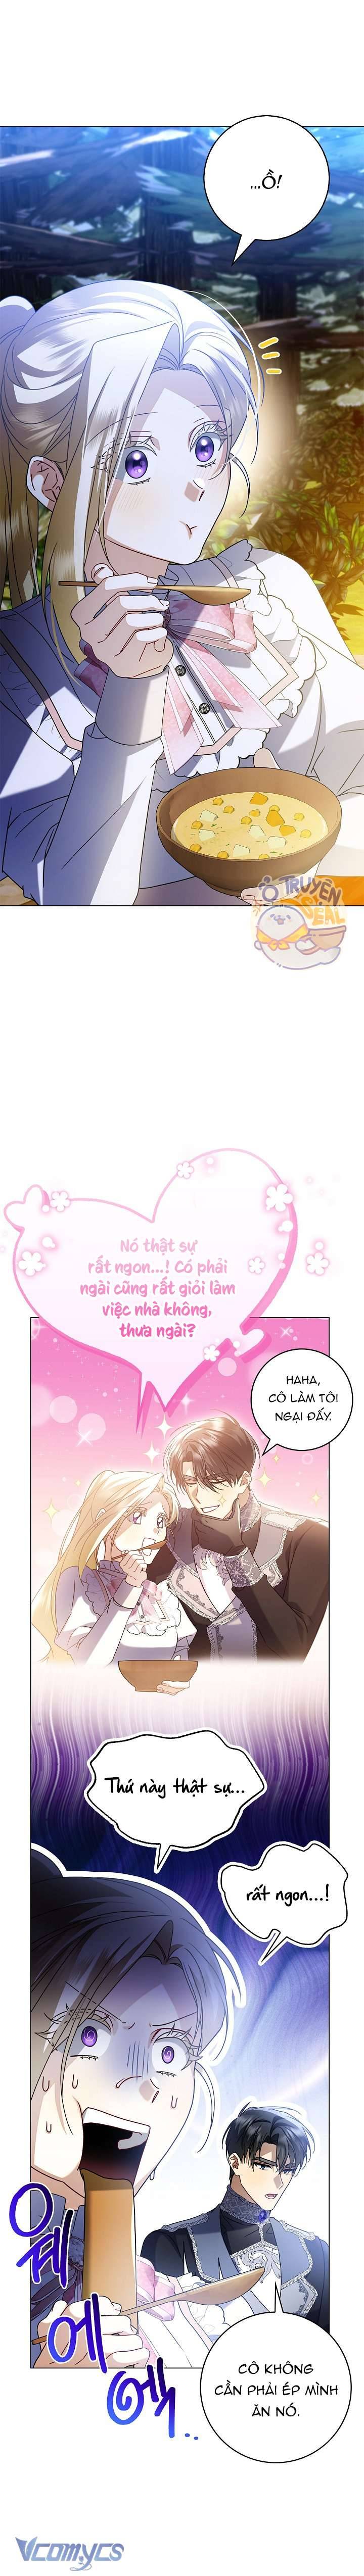 ...Ồ!
Ổ TRUYỆN
SEAL
Nó thật sự
rất ngon...! Có phải
ngài cũng rất giỏi làm
việc nhà không,
thưa ngài?
HAHA,
CÔ LÀM TÔI
NGẠI ĐẤY.
Thứ này thật sự...
rất ngon...!
우웨에엑...
CÔ KHÔNG
CẦN PHẢI ÉP MÌNH
ĂN NÓ.
Vcomycs